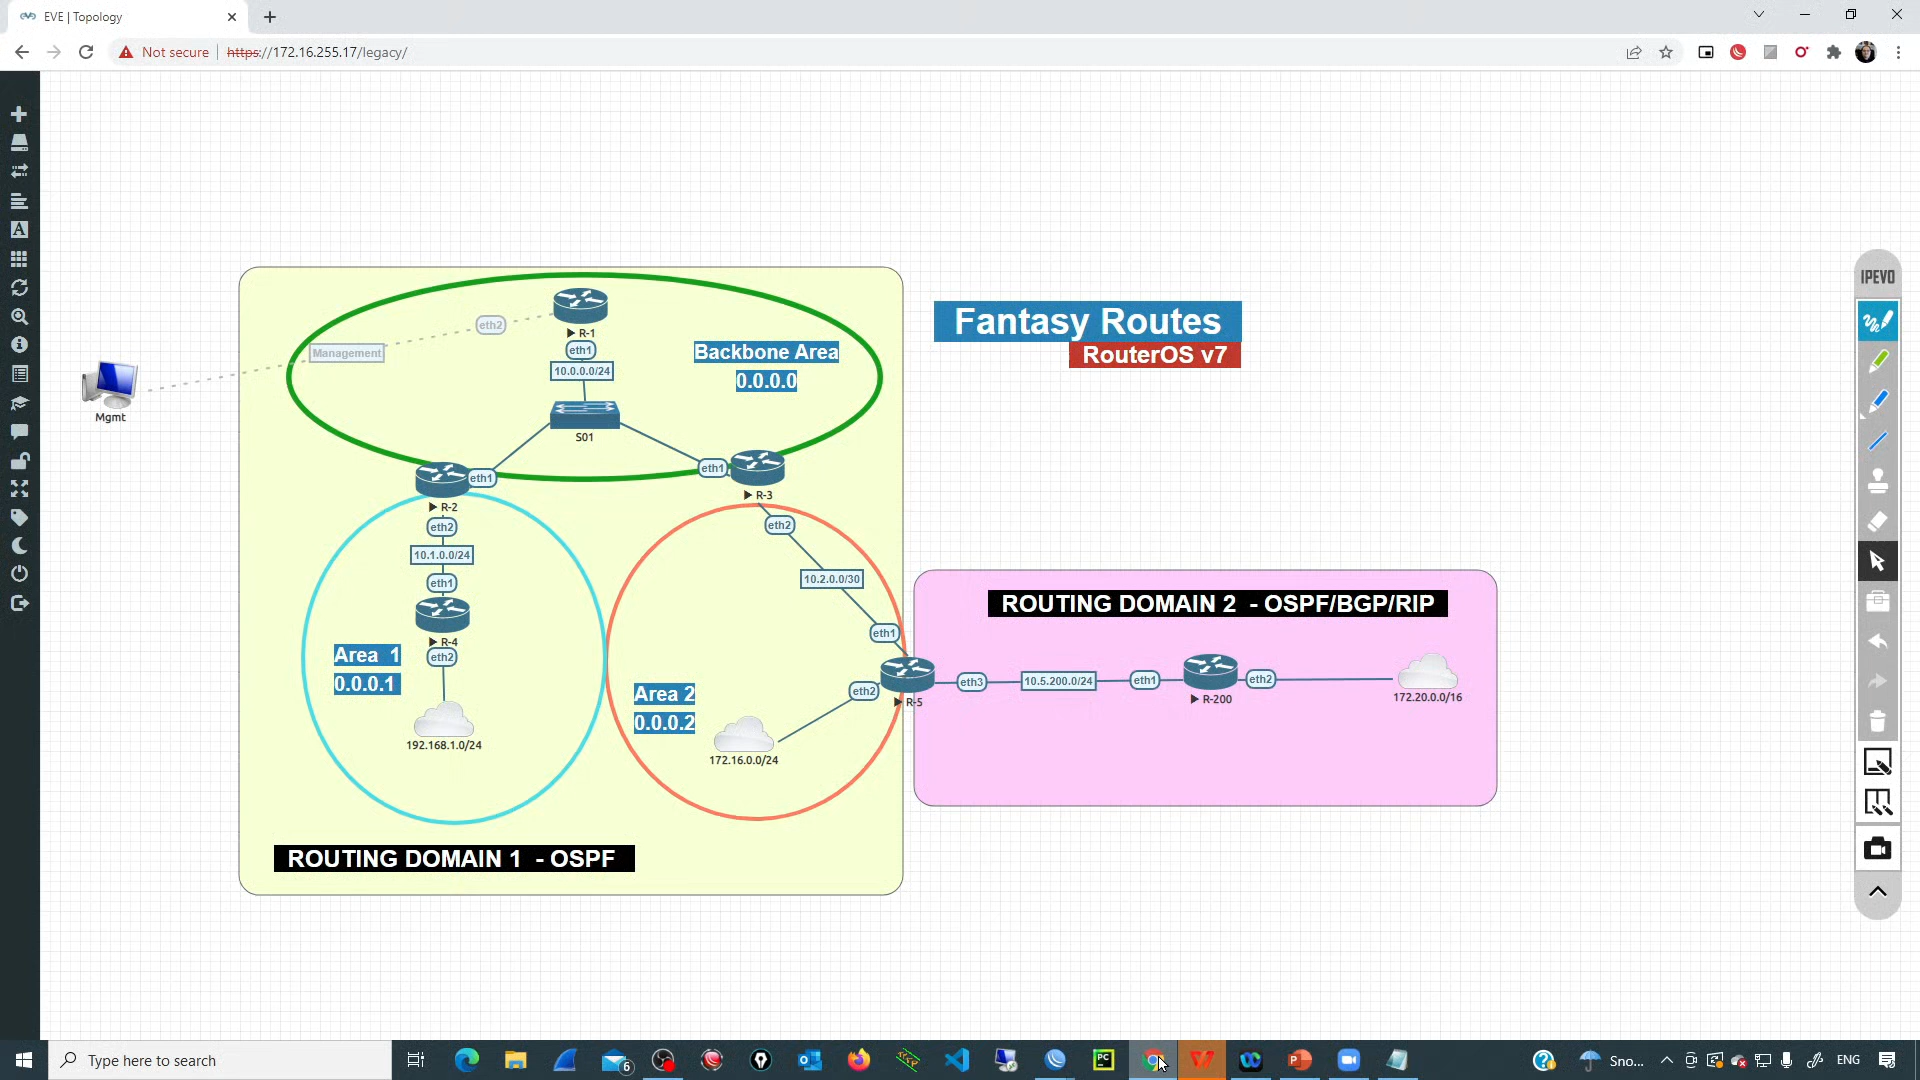 EVE | Topology
Not secure
https://172.16.255.17/legacy/
IPEVO
R-1
eth2
Management
eth1
10.0.0.0/24
Backbone Area
0.0.0.0
Fantasy Routes
RouterOS v7
Mgmt
S01
eth1
eth1
R-2
R-3
eth2
eth2
10.1.0.0/24
10.2.0.0/30
eth1
ROUTING DOMAIN 2 - OSPF/BGP/RIP
R-4
eth1
Area 1
0.0.0.1
eth2
eth2
R-5
eth3
10.5.200.0/24
eth1
R-200
eth2
172.20.0.0/16
Area 2
0.0.0.2
192.168.1.0/24
172.16.0.0/24
ROUTING DOMAIN 1 - OSPF
Type here to search
6
PC
Sno...
ENG